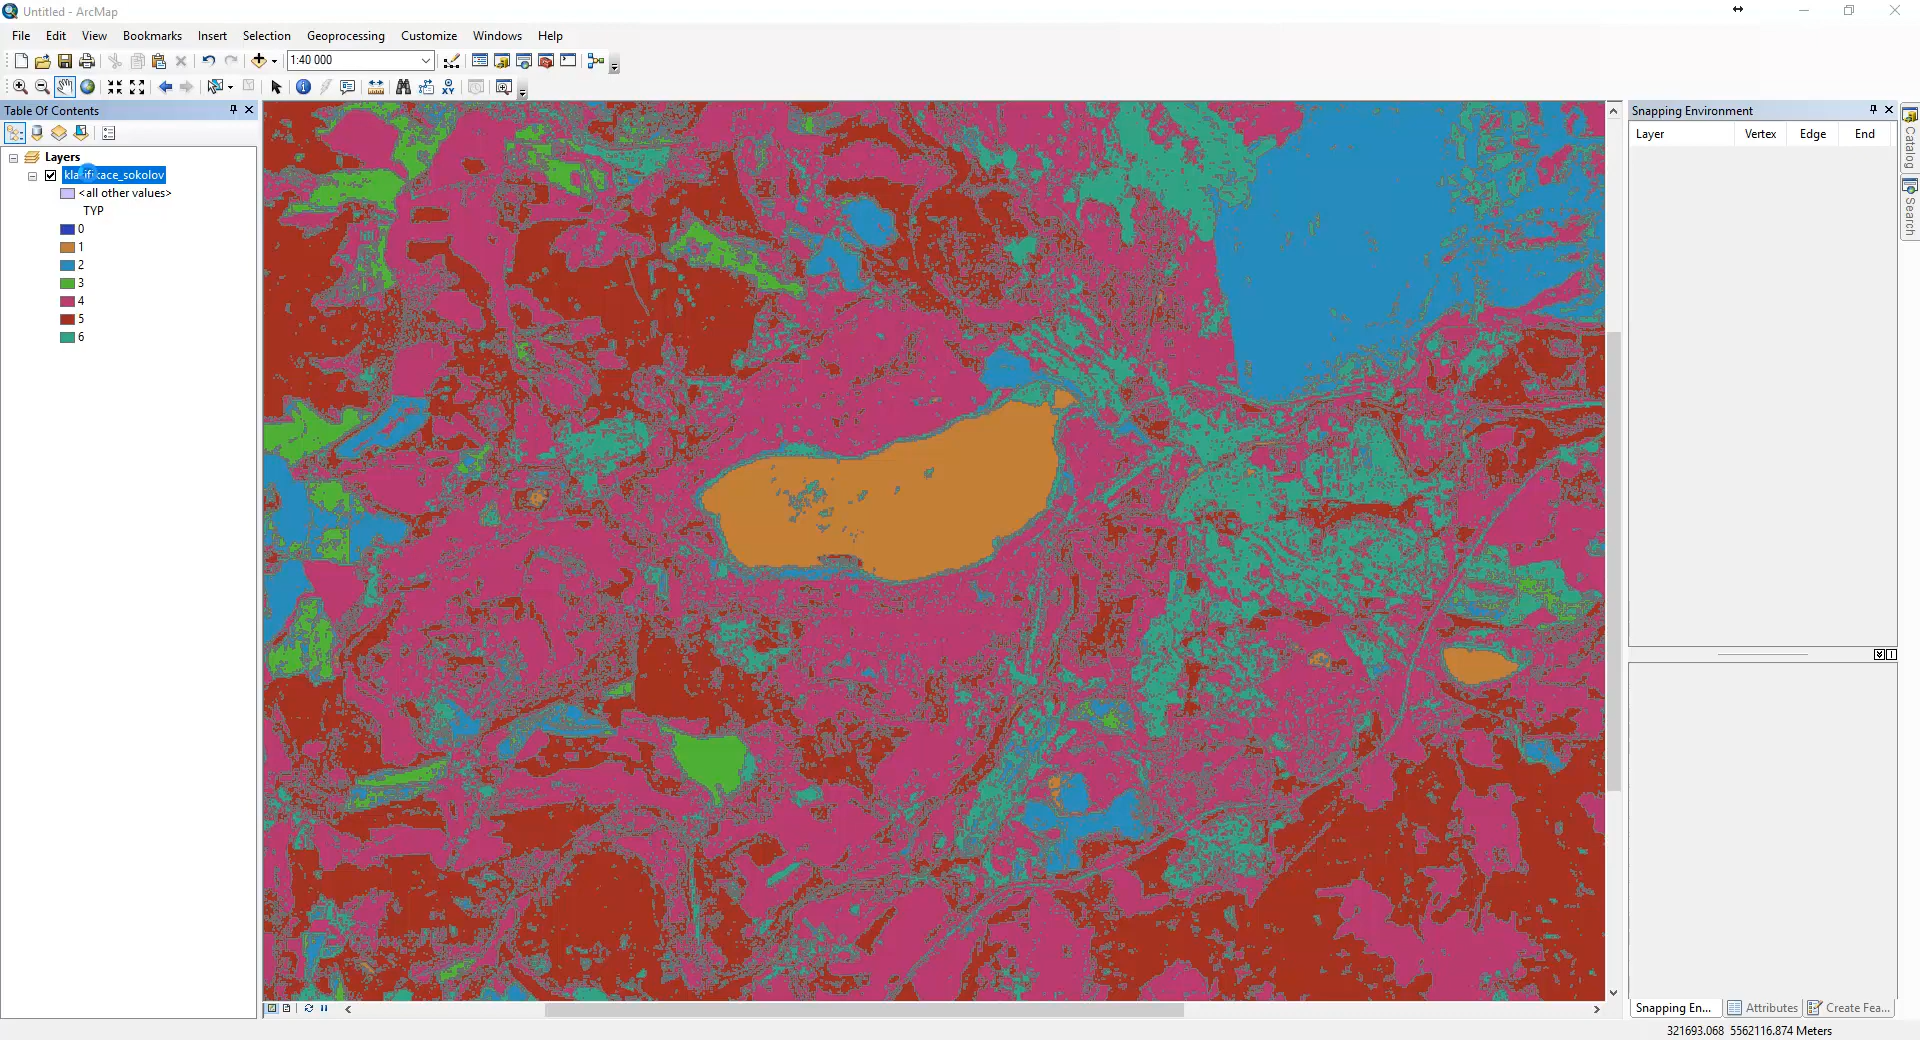 Untitled - ArcMap
File Edit View Bookmarks Insert Selection Geoprocessing Customize Windows Help
1:40 000
Table Of Contents
Layers
klasifikace_sokolov
<all other values>
TYP
0
1
2
3
4
5
6
Snapping Environment
Layer Vertex Edge End
Catalog
Search
Snapping En... Attributes Create Fea...
321693.068 5562116.874 Meters